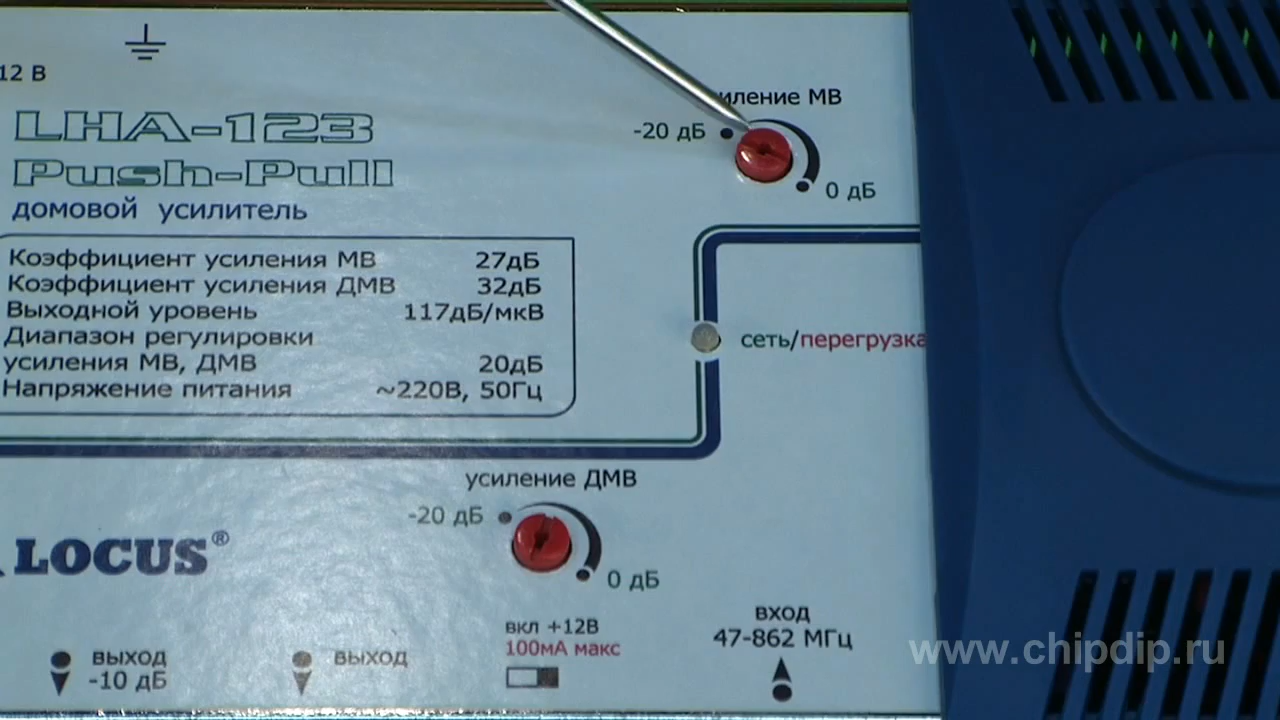 12 В
LHA-123
Push-Pull
домовой усилитель
Коэффициент усиления МВ 27дБ
Коэффициент усиления ДМВ 32дБ
Выходной уровень 117дБ/мкВ
Диапазон регулировки
усиления МВ, ДМВ 20дБ
Напряжение питания ~220В, 50Гц
МВ
-20 дБ
0 дБ
сеть/перегрузка
усиление ДМВ
-20 дБ
0 дБ
LOCUS®
выход
-10 дБ
выход
вкл +12В
100мА макс
вход
47-862 МГц
www.chipdip.ru